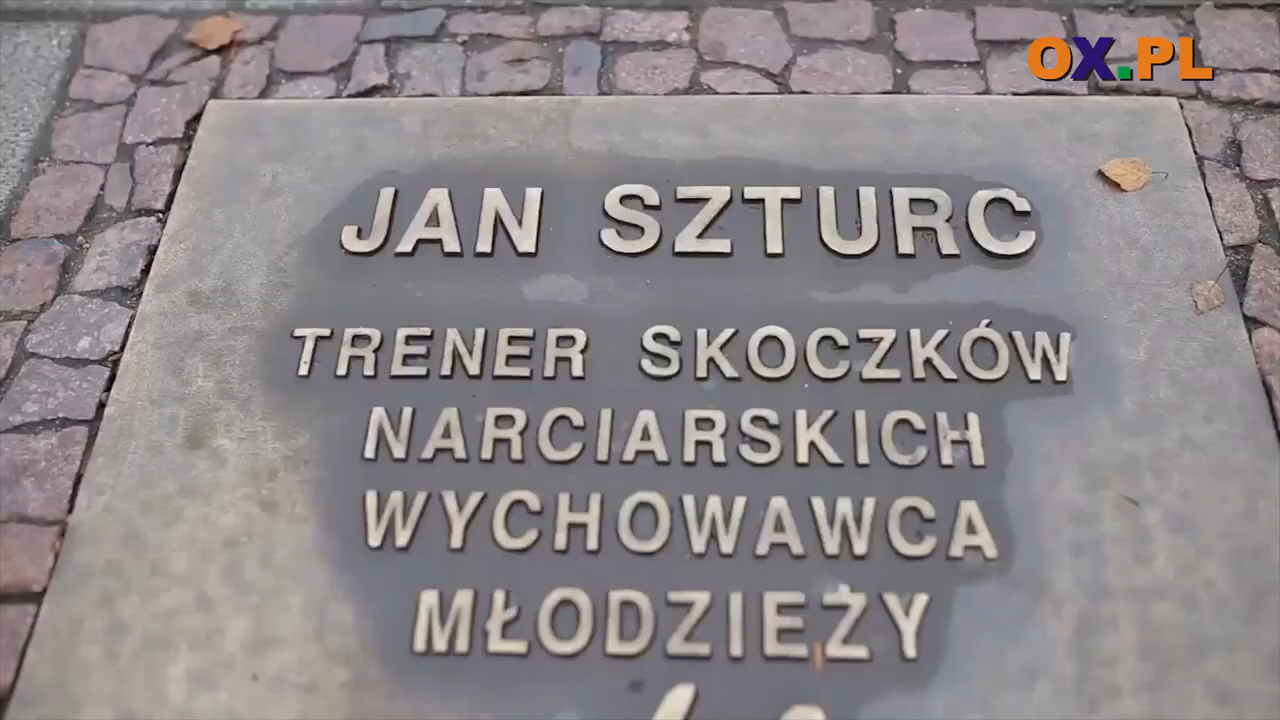 OX.PL
JAN SZTURC
TRENER SKOCZKÓW
NARCIARSKICH
WYCHOWAWCA
MŁODZIEŻY